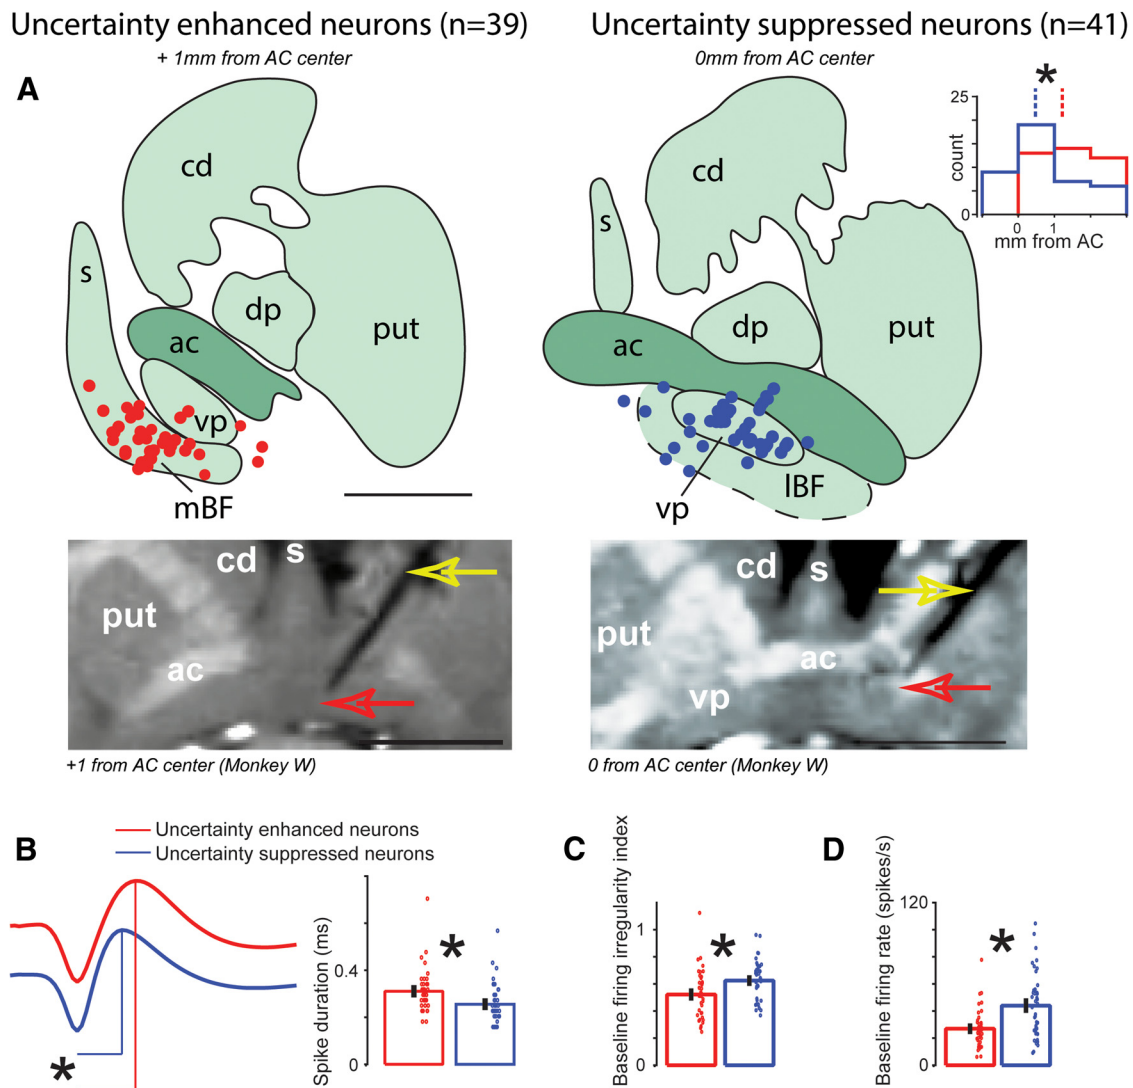 Uncertainty enhanced neurons (n=39)
+ 1mm from AC center
Uncertainty suppressed neurons (n=41)
0mm from AC center
A
cd
s
dp
ac
put
vp
mBF
cd
s
dp
ac
put
vp
lBF
*
25
count
0
0 1
mm from AC
cd s
put
ac
+1 from AC center (Monkey W)
cd s
put
ac
vp
0 from AC center (Monkey W)
B
Uncertainty enhanced neurons
Uncertainty suppressed neurons
*
Spike duration (ms)
0.4
0
*
C
Baseline firing irregularity index
1
0
*
D
Baseline firing rate (spikes/s)
120
0
*